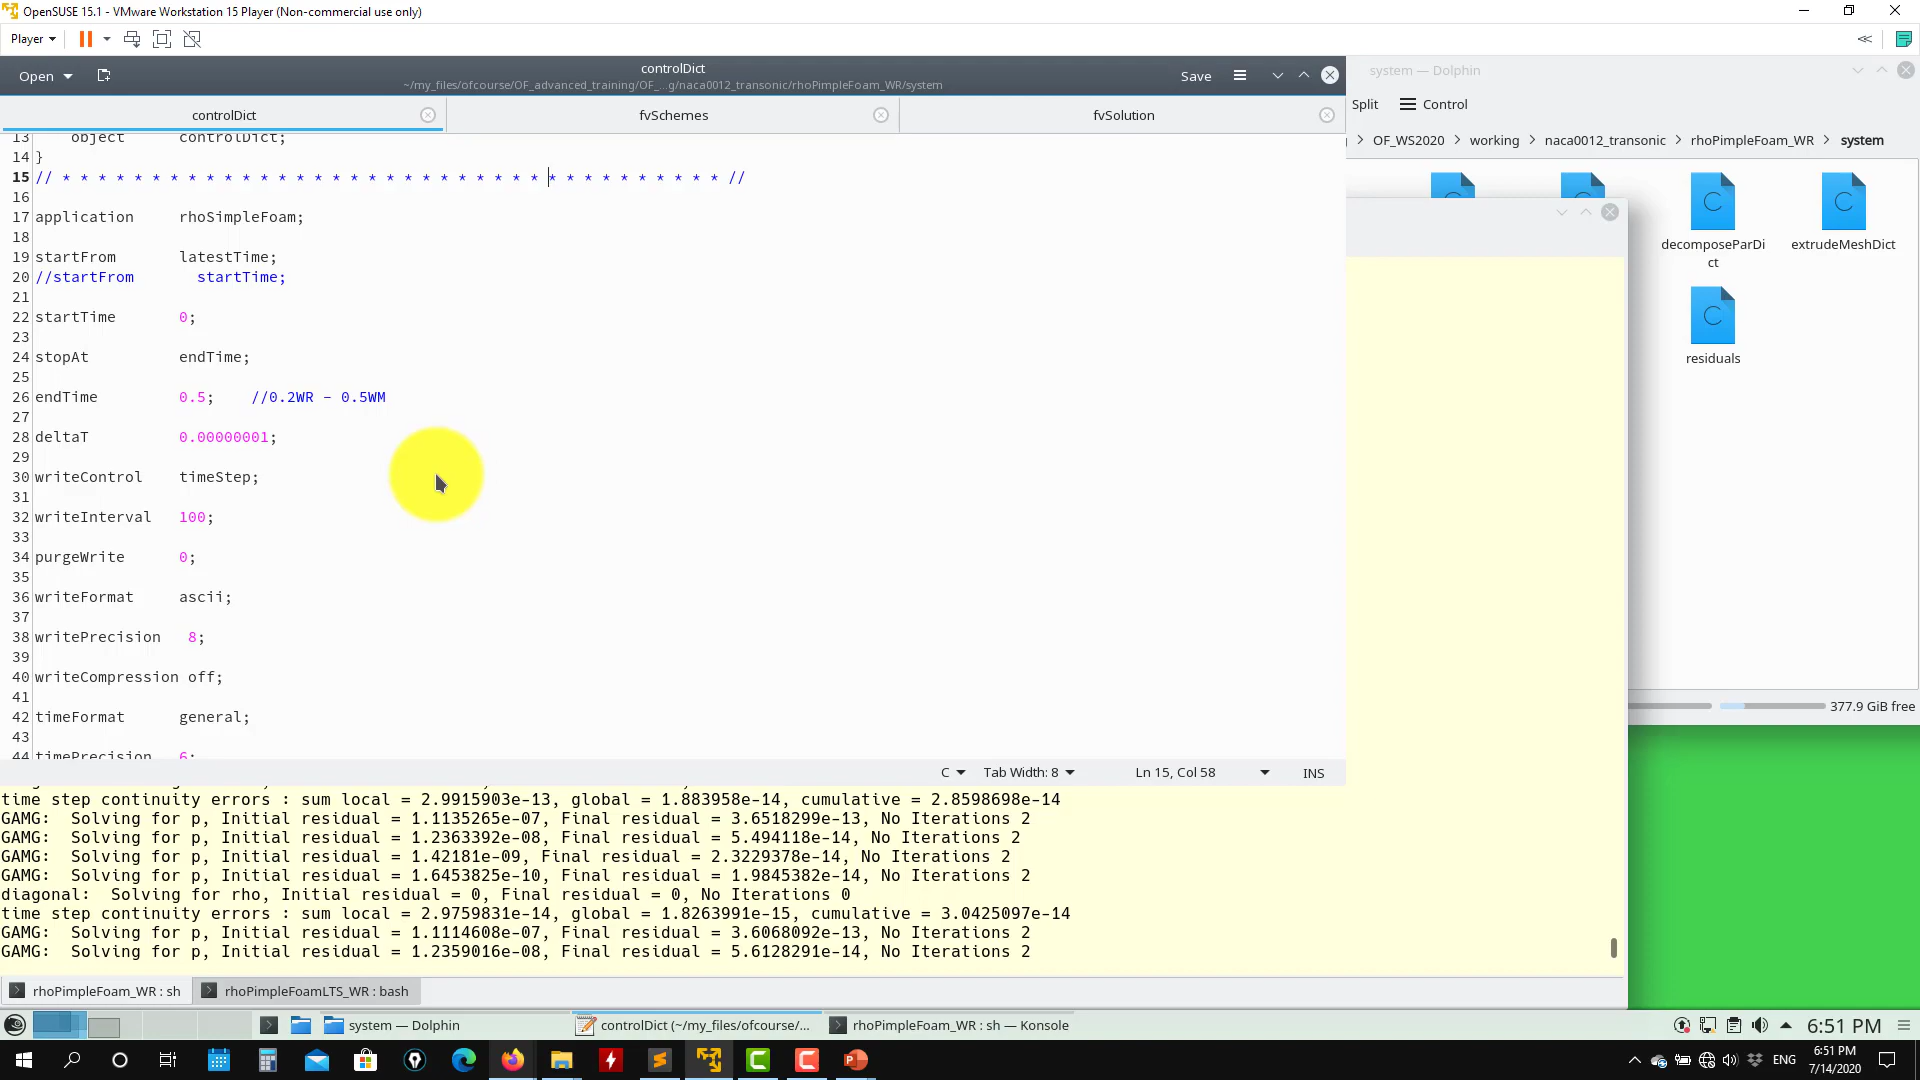 OpenSUSE 15.1 - VMware Workstation 15 Player (Non-commercial use only)
Player
Open
controlDict
~/my_files/ofcourse/OF_advanced_training/OF_...g/naca0012_transonic/rhoPimpleFoam_WR/system
Save
system — Dolphin
Split
Control
controlDict
fvSchemes
fvSolution
OF_WS2020 > working > naca0012_transonic > rhoPimpleFoam_WR > system
13 object controlDict;
14 }
15 // * * * * * * * * * * * * * * * * * * * * * * * * * * * * * * * * * * * * * //
16
17 application rhoSimpleFoam;
18
19 startFrom latestTime;
20 //startFrom startTime;
21
22 startTime 0;
23
24 stopAt endTime;
25
26 endTime 0.5; //0.2WR - 0.5WM
27
28 deltaT 0.00000001;
29
30 writeControl timeStep;
31
32 writeInterval 100;
33
34 purgeWrite 0;
35
36 writeFormat ascii;
37
38 writePrecision 8;
39
40 writeCompression off;
41
42 timeFormat general;
43
44 timePrecision 6;
decomposeParDi
ct
extrudeMeshDict
residuals
377.9 GiB free
C
Tab Width: 8
Ln 15, Col 58
INS
time step continuity errors : sum local = 2.9915903e-13, global = 1.883958e-14, cumulative = 2.8598698e-14
GAMG: Solving for p, Initial residual = 1.1135265e-07, Final residual = 3.6518299e-13, No Iterations 2
GAMG: Solving for p, Initial residual = 1.2363392e-08, Final residual = 5.494118e-14, No Iterations 2
GAMG: Solving for p, Initial residual = 1.42181e-09, Final residual = 2.3229378e-14, No Iterations 2
GAMG: Solving for p, Initial residual = 1.6453825e-10, Final residual = 1.9845382e-14, No Iterations 2
diagonal: Solving for rho, Initial residual = 0, Final residual = 0, No Iterations 0
time step continuity errors : sum local = 2.9759831e-14, global = 1.8263991e-15, cumulative = 3.0425097e-14
GAMG: Solving for p, Initial residual = 1.1114608e-07, Final residual = 3.6068092e-13, No Iterations 2
GAMG: Solving for p, Initial residual = 1.2359016e-08, Final residual = 5.6128291e-14, No Iterations 2
rhoPimpleFoam_WR : sh
rhoPimpleFoamLTS_WR : bash
system — Dolphin
controlDict (~/my_files/ofcourse/...
rhoPimpleFoam_WR : sh — Konsole
6:51 PM
ENG
6:51 PM
7/14/2020